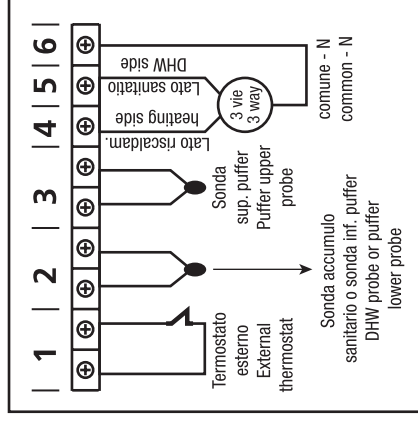 1
2
3
4
5
6
Termostato
esterno
External
thermostat
Sonda accumulo
sanitario o sonda inf. puffer
DHW probe or puffer
lower probe
Sonda
sup. puffer
Puffer upper
probe
Lato riscaldam.
heating side
Lato sanitatio
DHW side
3 vie
3 way
comune - N
common - N